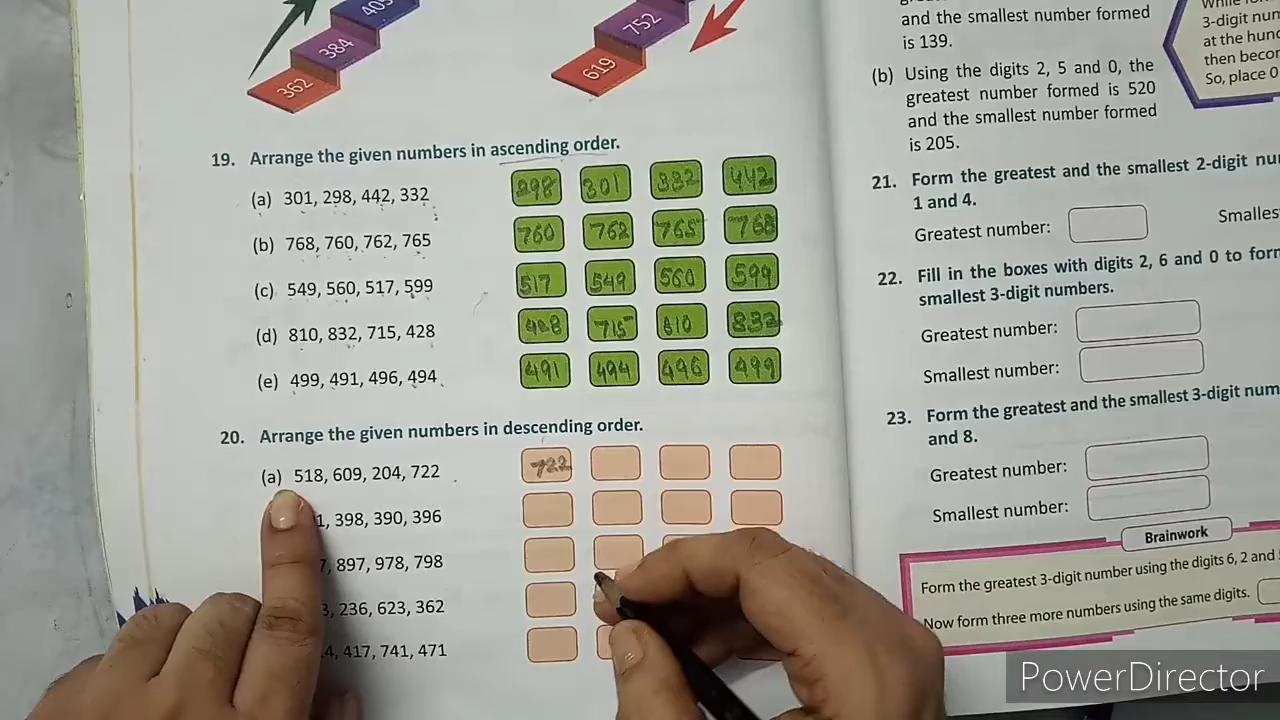 405
384
362
752
619
19. Arrange the given numbers in ascending order.
(a) 301, 298, 442, 332
298 301 332 442
(b) 768, 760, 762, 765
760 762 765 768
(c) 549, 560, 517, 599
517 549 560 599
(d) 810, 832, 715, 428
428 715 810 832
(e) 499, 491, 496, 494
491 494 496 499
20. Arrange the given numbers in descending order.
(a) 518, 609, 204, 722
722
1, 398, 390, 396
7, 897, 978, 798
3, 236, 623, 362
4, 417, 741, 471
and the smallest number formed
is 139.
(b) Using the digits 2, 5 and 0, the
greatest number formed is 520
and the smallest number formed
is 205.
3-digit
at the
then
So, place 0
21. Form the greatest and the smallest 2-digit
1 and 4.
Greatest number:
22. Fill in the boxes with digits 2, 6 and 0 to
smallest 3-digit numbers.
Greatest number:
Smallest number:
23. Form the greatest and the smallest 3-digit
and 8.
Greatest number:
Smallest number:
Brainwork
Form the greatest 3-digit number using the digits 6, 2 and
Now form three more numbers using the same digits.
PowerDirector